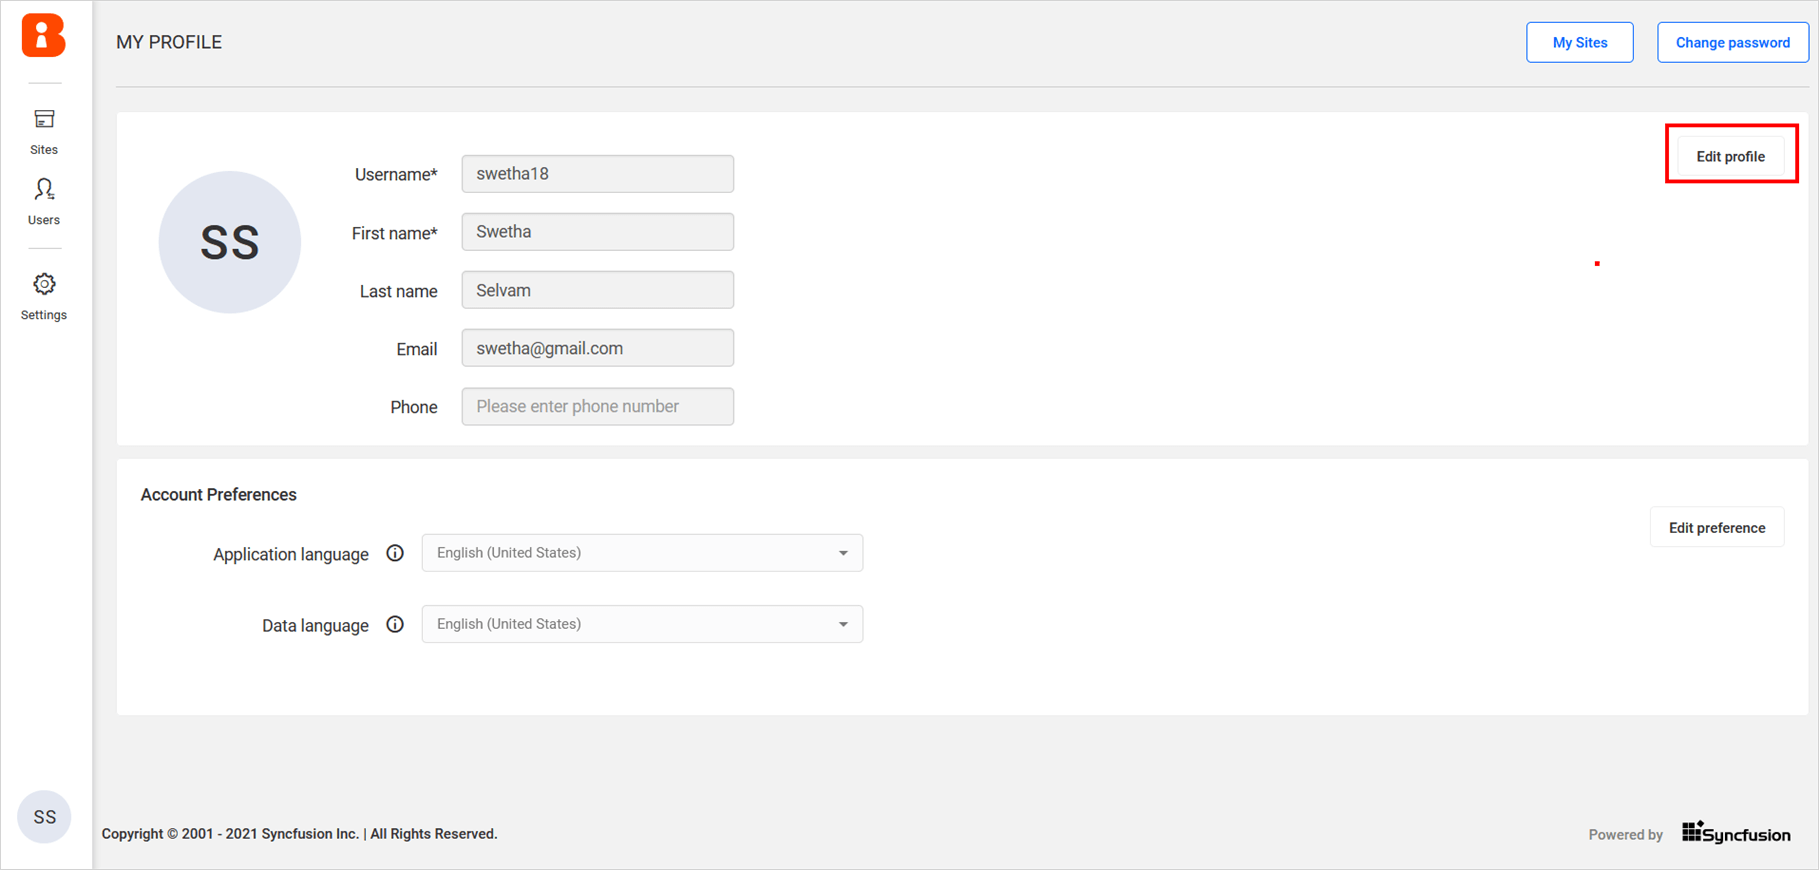 MY PROFILE
My Sites
Change password
Sites
Users
Settings
Edit profile
SS
Username* swetha18
First name* Swetha
Last name Selvam
Email swetha@gmail.com
Phone Please enter phone number
Account Preferences
Edit preference
Application language English (United States)
Data language English (United States)
SS
Copyright © 2001 - 2021 Syncfusion Inc. | All Rights Reserved.
Powered by Syncfusion